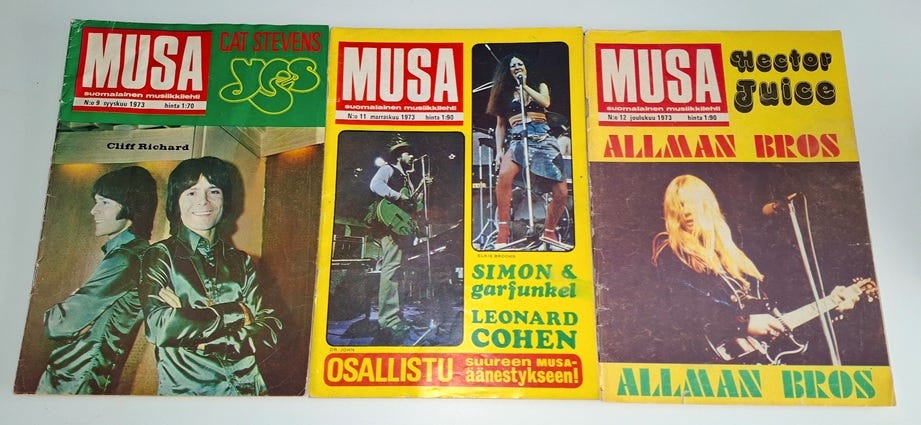 MUSA
suomalainen musiikkilehti
N:o 9 syyskuu 1973 hinta 1:70
CAT STEVENS
yes
Cliff Richard
MUSA
suomalainen musiikkilehti
N:o 11 marraskuu 1973 hinta 1:90
ELKIE BROOKS
SIMON &
garfunkel
LEONARD
COHEN
DR. JOHN
OSALLISTU suureen MUSA-
äänestykseen!
MUSA
suomalainen musiikkilehti
N:o 12 joulukuu 1973 hinta 1:90
Hector
Juice
ALLMAN BROS
ALLMAN BROS